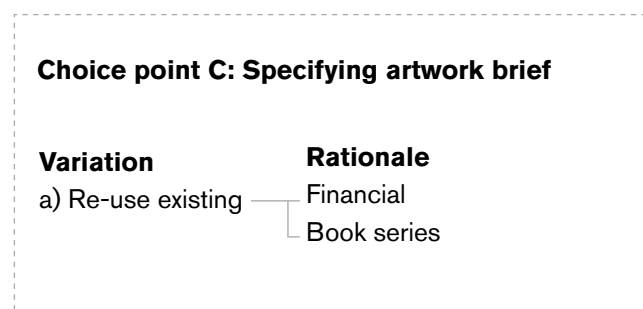 Choice point C: Specifying artwork brief
Variation
Rationale
a) Re-use existing
Financial
Book series